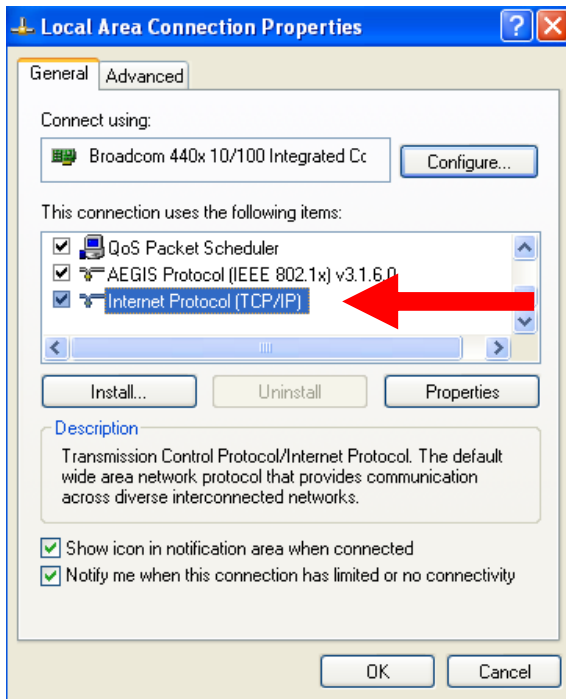 Local Area Connection Properties
General
Advanced
Connect using:
Broadcom 440x 10/100 Integrated Cc
Configure...
This connection uses the following items:
QoS Packet Scheduler
AEGIS Protocol (IEEE 802.1x) v3.1.6.0
Internet Protocol (TCP/IP)
Install...
Uninstall
Properties
Description
Transmission Control Protocol/Internet Protocol. The default
wide area network protocol that provides communication
across diverse interconnected networks.
Show icon in notification area when connected
Notify me when this connection has limited or no connectivity
OK
Cancel